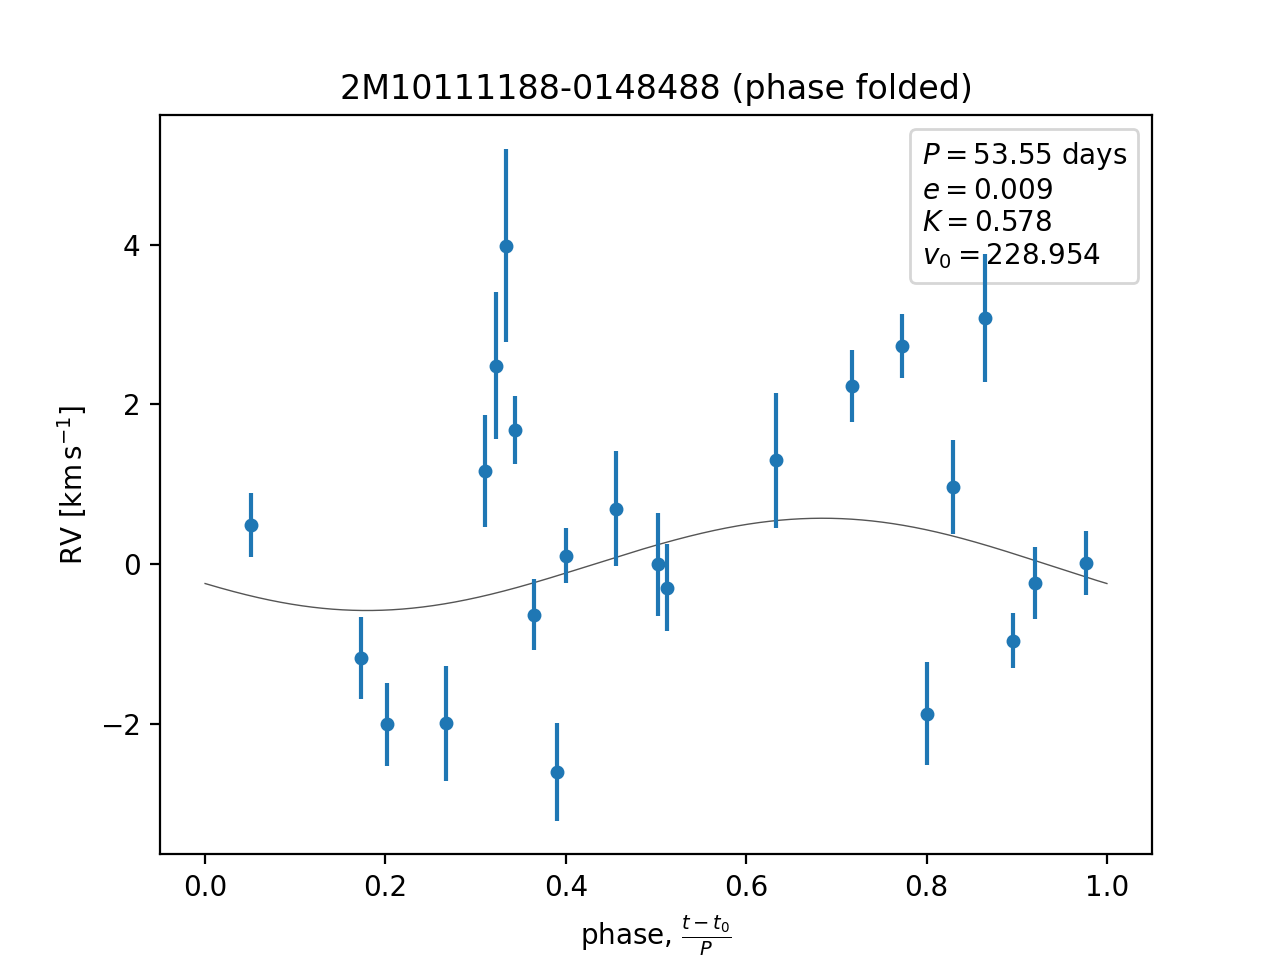 2M10111188-0148488 (phase folded)
P = 53.55 days
e = 0.009
K = 0.578
v₀ = 228.954
RV [km s⁻¹]
4
2
0
−2
0.0 0.2 0.4 0.6 0.8 1.0
phase, (t − t₀)/P